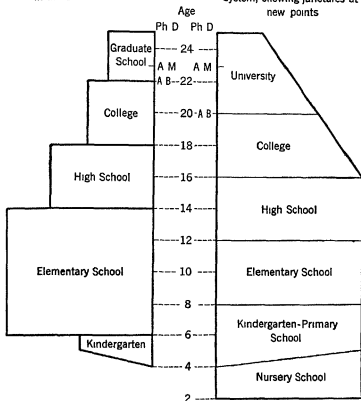 System, showing junctures at
new points
Age
Ph D Ph D
Graduate
School
24
A M A M
A B 22
University
College
20 A B
18
College
16
High School
14
High School
12
Elementary School
10
Elementary School
8
Kindergarten-Primary
School
6
Kindergarten
4
Nursery School
2